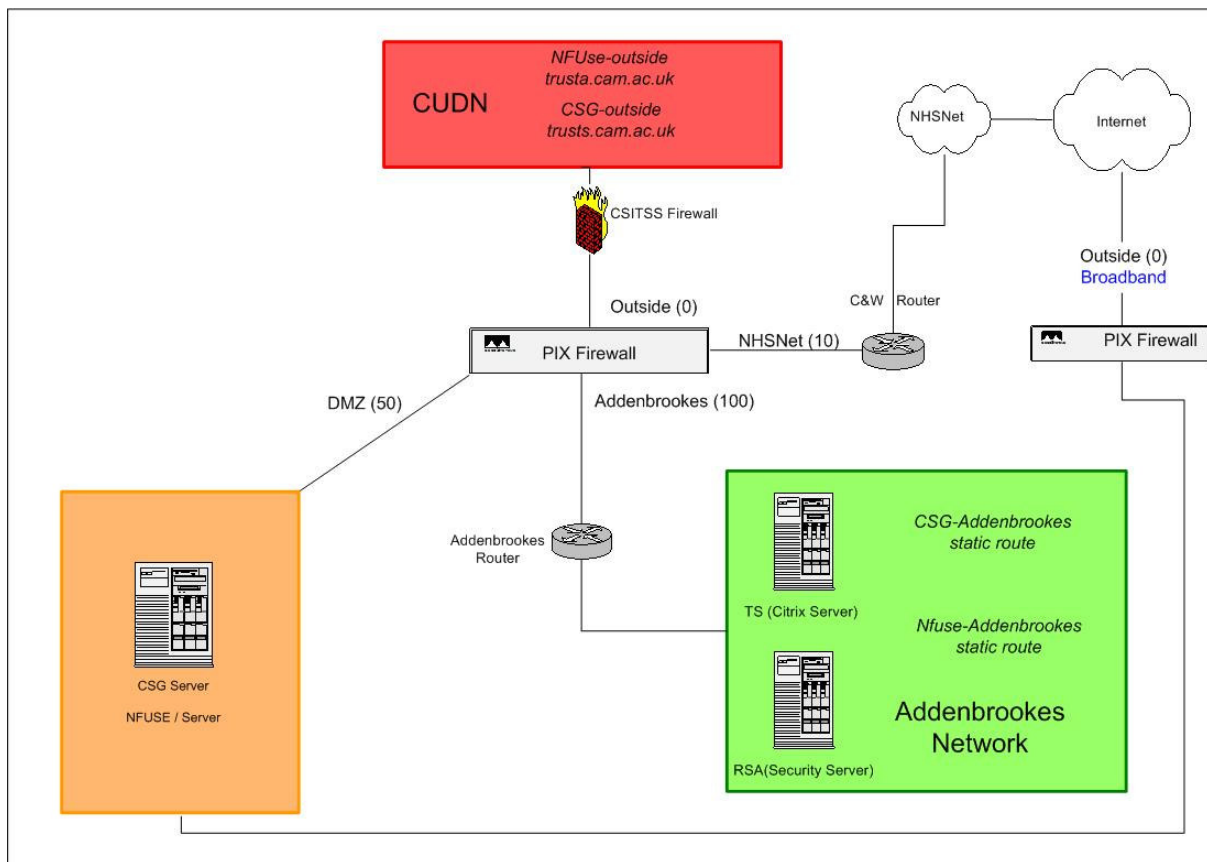 NFUse-outside
trusta.cam.ac.uk
CUDN
CSG-outside
trusts.cam.ac.uk
NHSNet
Internet
CSITSS Firewall
Outside (0)
Broadband
Outside (0)
C&W Router
PIX Firewall
NHSNet (10)
PIX Firewall
DMZ (50)
Addenbrookes (100)
Addenbrookes
Router
CSG-Addenbrookes
static route
TS (Citrix Server)
Nfuse-Addenbrookes
static route
CSG Server
NFUSE / Server
Addenbrookes
Network
RSA(Security Server)